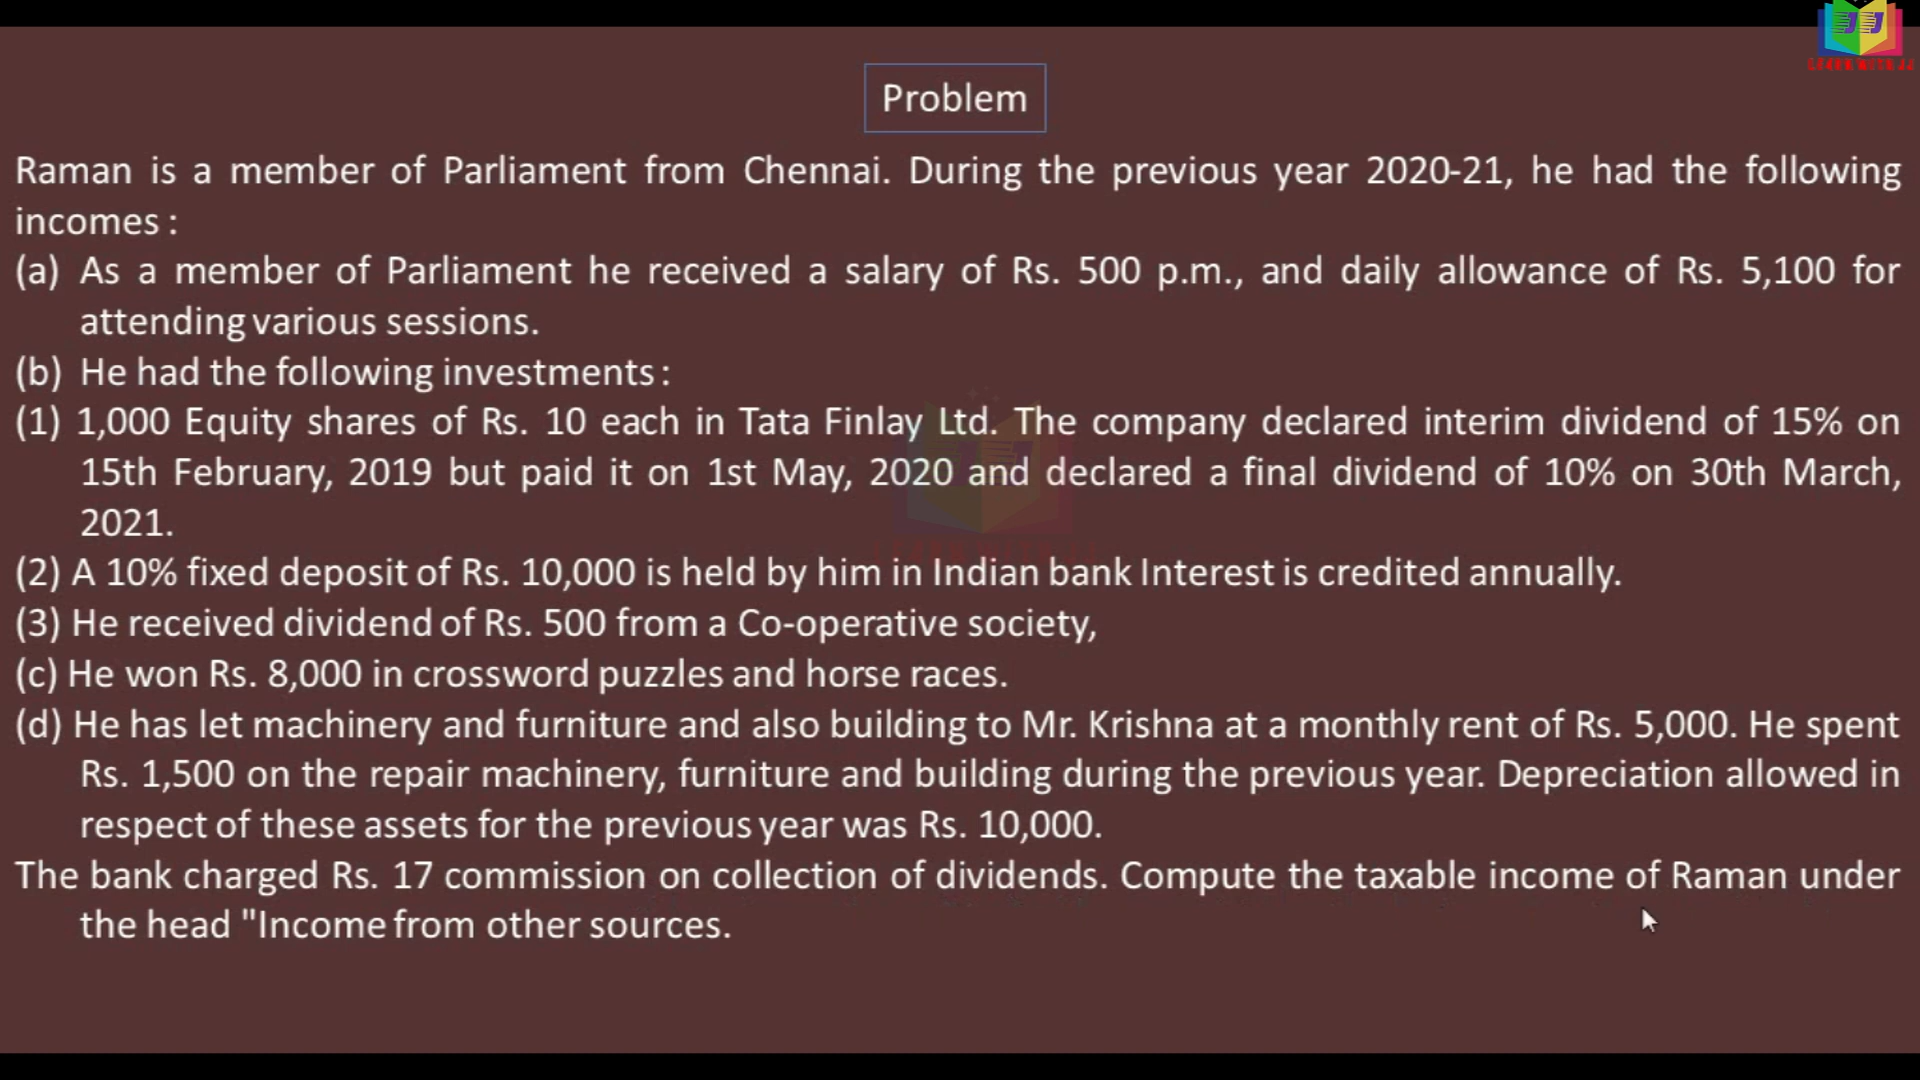 Problem
Raman is a member of Parliament from Chennai. During the previous year 2020-21, he had the following
incomes :
(a) As a member of Parliament he received a salary of Rs. 500 p.m., and daily allowance of Rs. 5,100 for
attending various sessions.
(b) He had the following investments :
(1) 1,000 Equity shares of Rs. 10 each in Tata Finlay Ltd. The company declared interim dividend of 15% on
15th February, 2019 but paid it on 1st May, 2020 and declared a final dividend of 10% on 30th March,
2021.
(2) A 10% fixed deposit of Rs. 10,000 is held by him in Indian bank Interest is credited annually.
(3) He received dividend of Rs. 500 from a Co-operative society,
(c) He won Rs. 8,000 in crossword puzzles and horse races.
(d) He has let machinery and furniture and also building to Mr. Krishna at a monthly rent of Rs. 5,000. He spent
Rs. 1,500 on the repair machinery, furniture and building during the previous year. Depreciation allowed in
respect of these assets for the previous year was Rs. 10,000.
The bank charged Rs. 17 commission on collection of dividends. Compute the taxable income of Raman under
the head "Income from other sources.